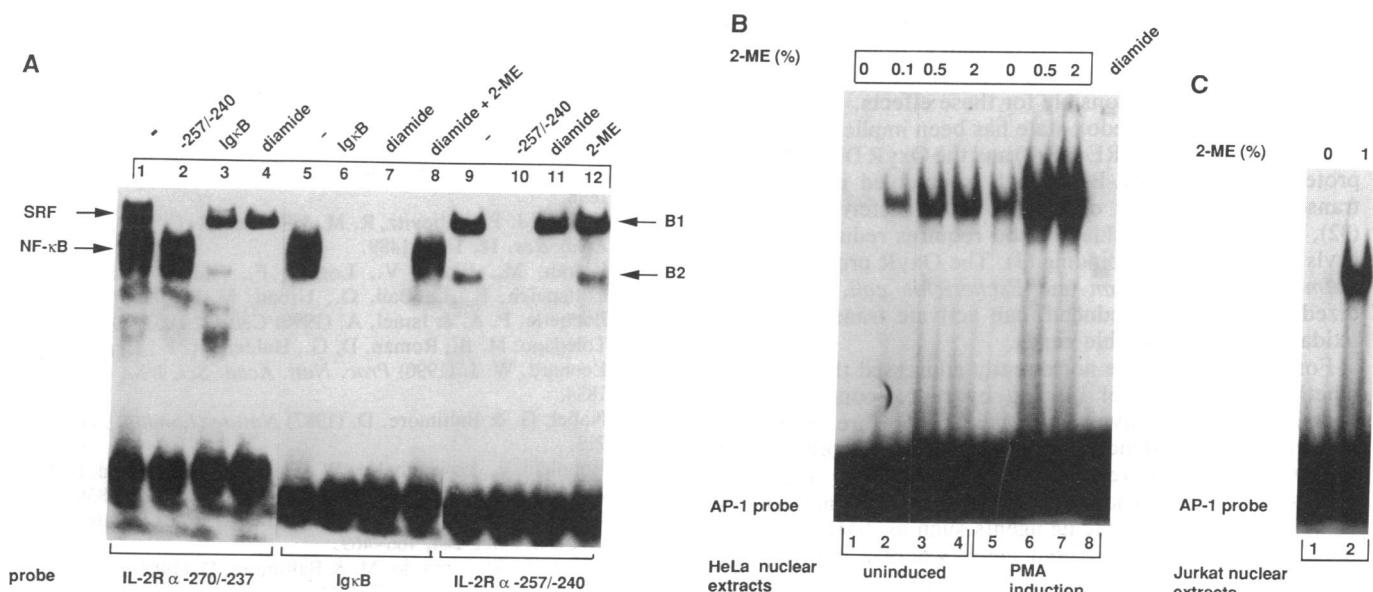 A
- -257/-240 IgκB diamide - IgκB diamide diamide + 2-ME - -257/-240 diamide 2-ME
1 2 3 4 5 6 7 8 9 10 11 12
SRF
NF-κB
B1
B2
probe
IL-2R α -270/-237 IgκB IL-2R α -257/-240
B
2-ME (%)
0 0.1 0.5 2 0 0.5 2 diamide
AP-1 probe
1 2 3 4 5 6 7 8
HeLa nuclear
extracts
uninduced
PMA
induction
C
2-ME (%) 0 1
AP-1 probe
1 2
Jurkat nuclear